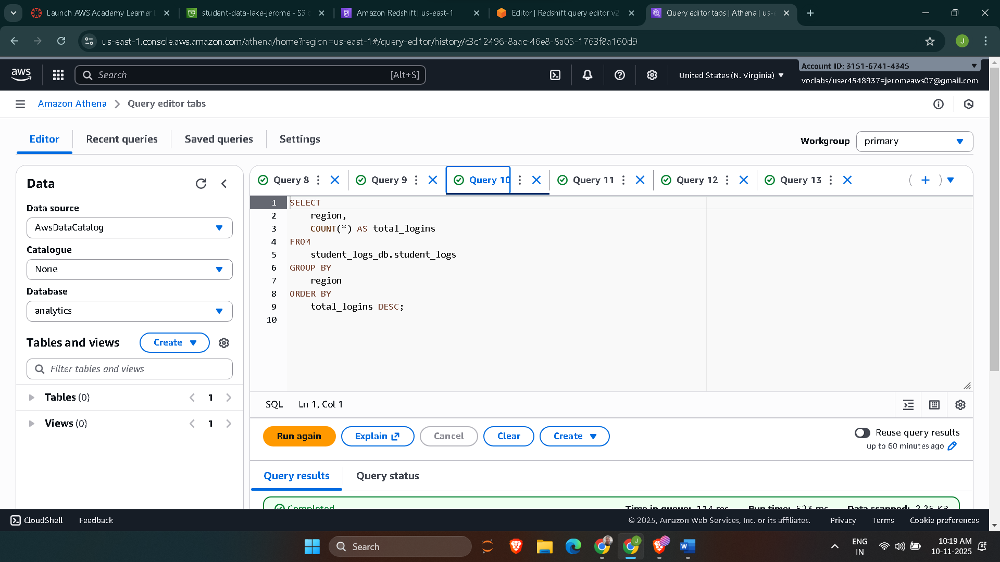 Launch AWS Academy Learner L
student-data-lake-jerome - S3 b
Amazon Redshift | us-east-1
Editor | Redshift query editor v2
Query editor tabs | Athena | us-e
us-east-1.console.aws.amazon.com/athena/home?region=us-east-1#/query-editor/history/c3c12496-8aac-46e8-8a05-1763f8a160d9
J
aws
Search
[Alt+S]
United States (N. Virginia)
Account ID: 3151-6741-4345
voclabs/user4548937=jeromeaws07@gmail.com
Amazon Athena
Query editor tabs
Editor
Recent queries
Saved queries
Settings
Workgroup
primary
Data
Data source
AwsDataCatalog
Catalogue
None
Database
analytics
Tables and views
Create
Filter tables and views
Tables (0)
1
Views (0)
1
Query 8
Query 9
Query 10
Query 11
Query 12
Query 13
1 SELECT
2 region,
3 COUNT(*) AS total_logins
4 FROM
5 student_logs_db.student_logs
6 GROUP BY
7 region
8 ORDER BY
9 total_logins DESC;
10
SQL
Ln 1, Col 1
Run again
Explain
Cancel
Clear
Create
Reuse query results
up to 60 minutes ago
Query results
Query status
Completed
Time in queue: 114 ms
Run time: 523 ms
Data scanned: 2.25 KB
CloudShell
Feedback
© 2025, Amazon Web Services, Inc. or its affiliates.
Privacy
Terms
Cookie preferences
Search
ENG
IN
10:19 AM
10-11-2025